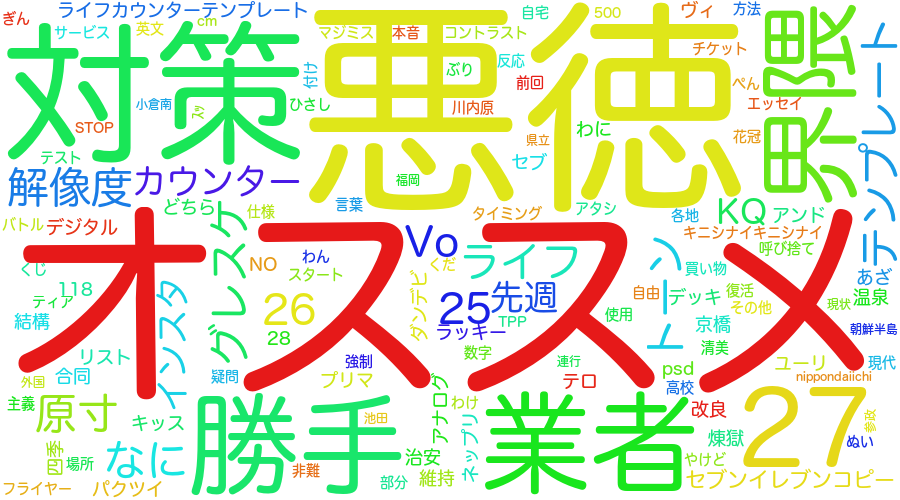 ぎん
ライフカウンターテンプレート
サービス
英文
cm
対策
小倉南
STOP
テスト
付け
ひさし
マジミス
本音
コントラスト
自宅
500
ヴィ
方法
チケット
反応
ぶり
前回
ぺん
エッセイ
川内原
悪徳
県立
わに
セブ
花冠
福岡
界隈
テンプレート
解像度
カウンター
どちら
仕様
言葉
タイミング
アタシ
各地
KQ
アンド
キニシナイキニシナイ
呼び捨て
バトル
デジタル
グレスケ
NO
わん
スタート
Vo
くだ
ライフ
トーン
買い物
あざ
くじ
118
ティア
インスタ
オススメ
26
28
ダンデビ
25
先週
TPP
ラッキー
使用
自由
デッキ
復活
その他
温泉
現状
結構
京橋
朝鮮半島
リスト
合同
疑問
強制
数字
連行
清美
外国
プリマ
テロ
psd
高校
ユーリ
現代
nippondaiichi
主義
原寸
キッス
勝手
池田
アナログ
わけ
ネップリ
業者
改良
27
参政
四季
場所
なに
非難
治安
維持
部分
煉獄
やけど
ぬい
フライヤー
パクツイ
セブンイレブンコピー